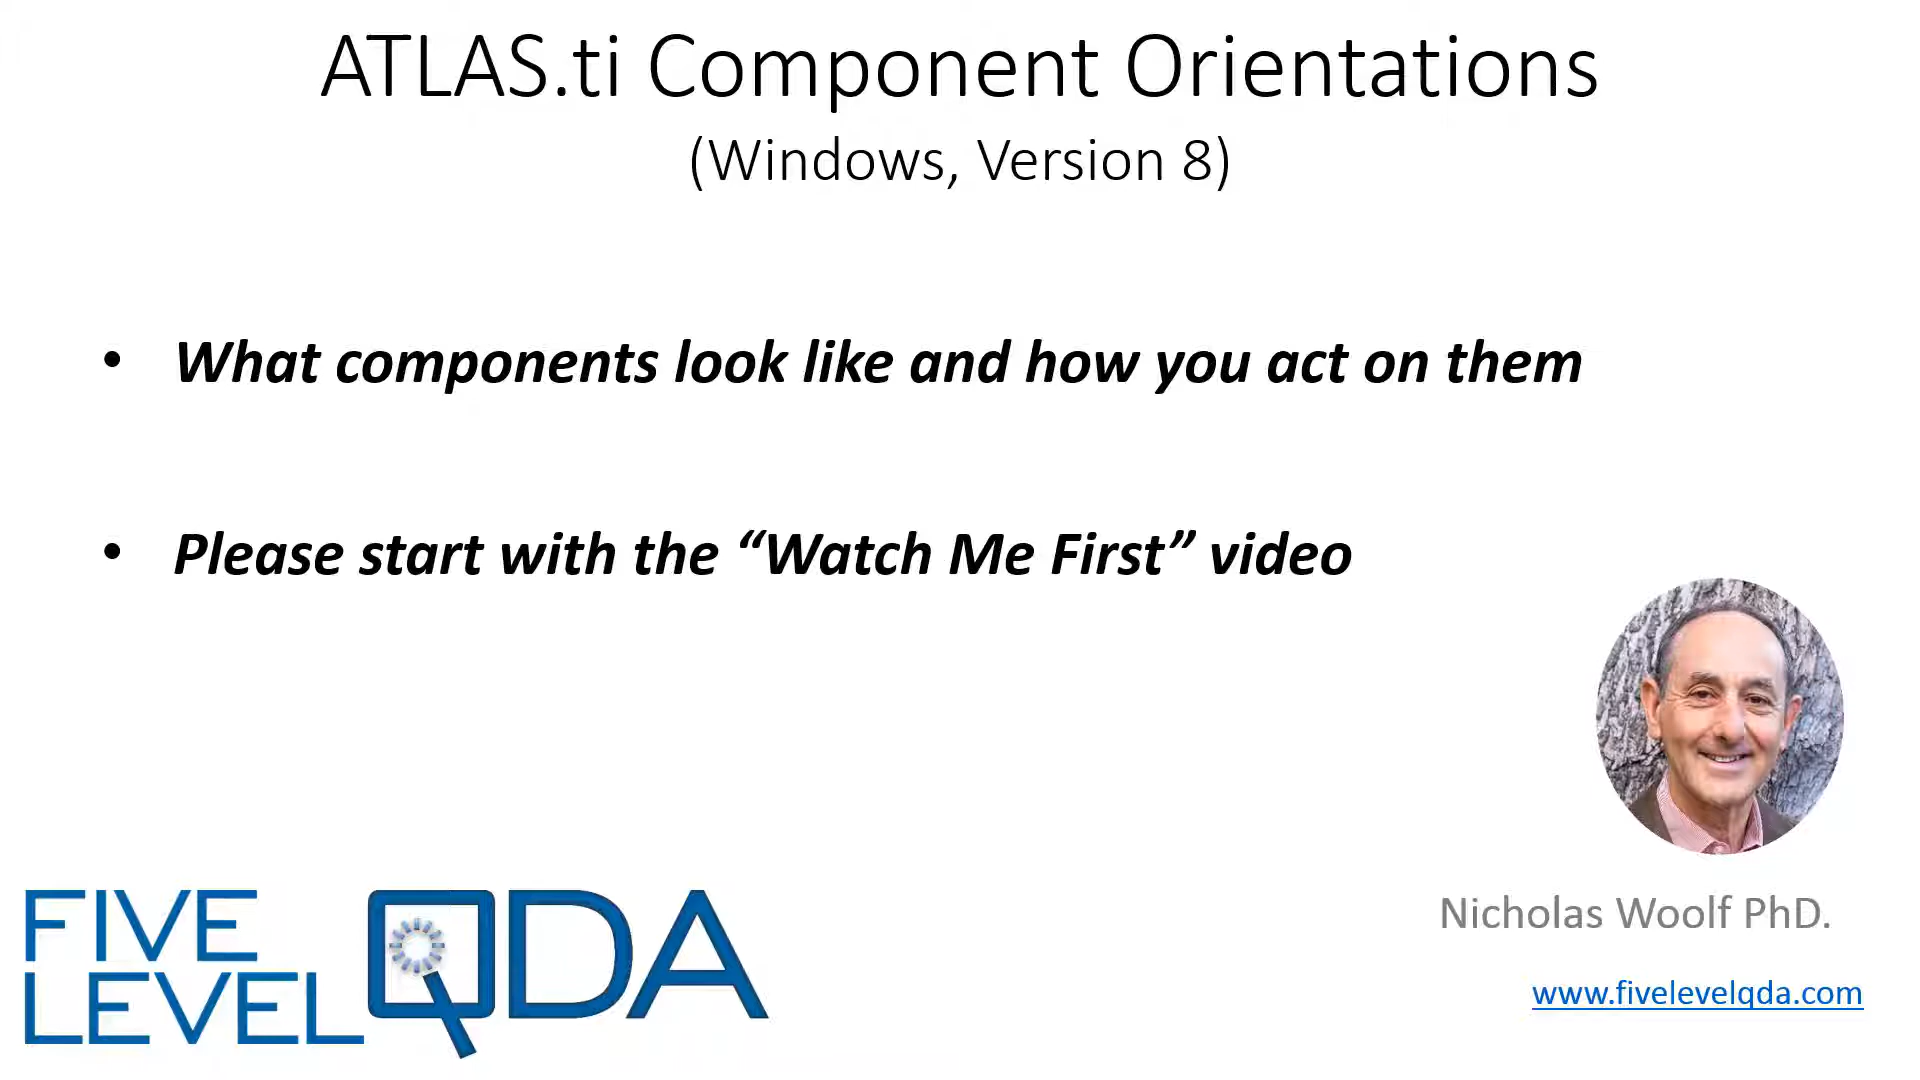 ATLAS.ti Component Orientations
(Windows, Version 8)
• What components look like and how you act on them
• Please start with the “Watch Me First” video
Nicholas Woolf PhD.
www.fivelevelqda.com
FIVE
LEVEL
QDA